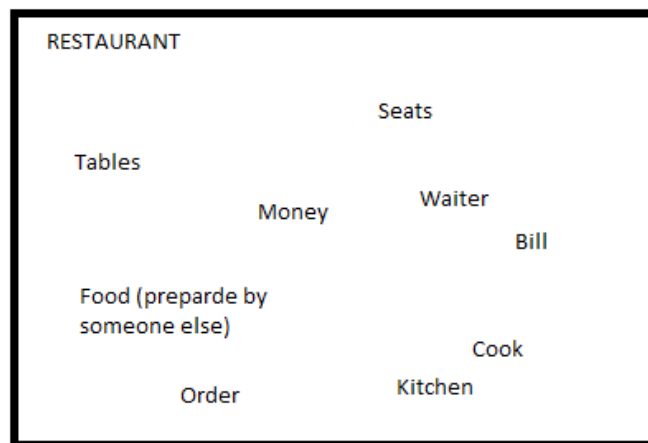 RESTAURANT
Seats
Tables
Waiter
Money
Bill
Food (preparde by
someone else)
Cook
Kitchen
Order